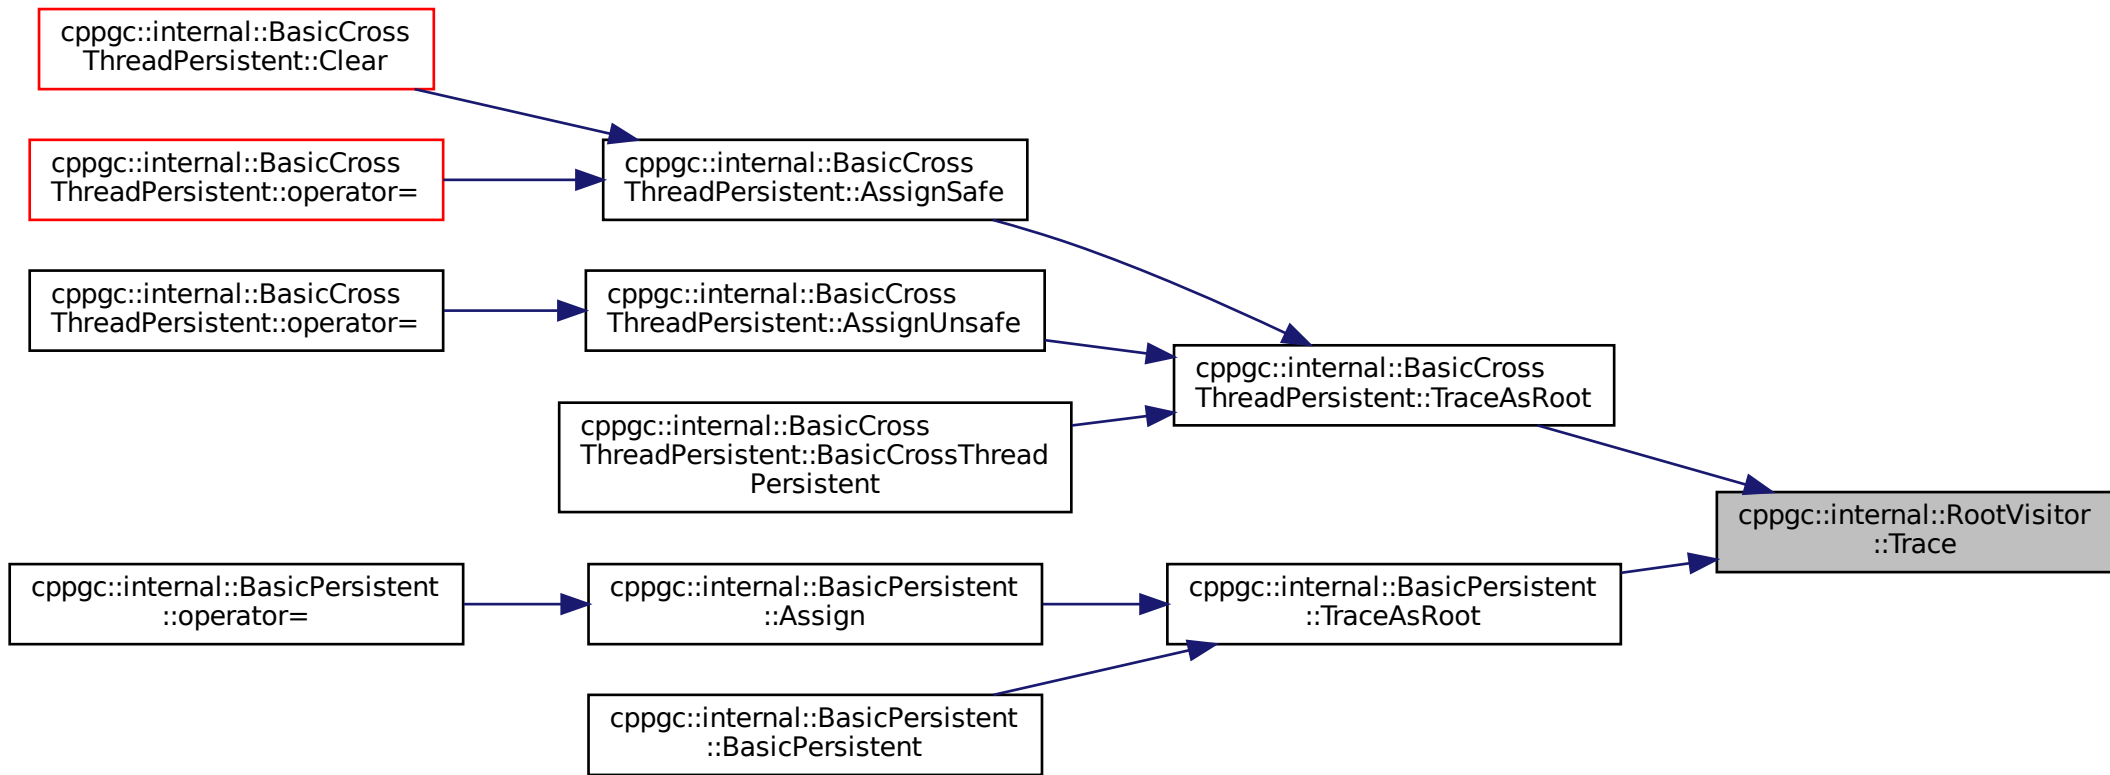 cppgc::internal::BasicCross
ThreadPersistent::Clear
cppgc::internal::BasicCross
ThreadPersistent::operator=
cppgc::internal::BasicCross
ThreadPersistent::AssignSafe
cppgc::internal::BasicCross
ThreadPersistent::operator=
cppgc::internal::BasicCross
ThreadPersistent::AssignUnsafe
cppgc::internal::BasicCross
ThreadPersistent::TraceAsRoot
cppgc::internal::BasicCross
ThreadPersistent::BasicCrossThread
Persistent
cppgc::internal::RootVisitor
::Trace
cppgc::internal::BasicPersistent
::operator=
cppgc::internal::BasicPersistent
::Assign
cppgc::internal::BasicPersistent
::TraceAsRoot
cppgc::internal::BasicPersistent
::BasicPersistent